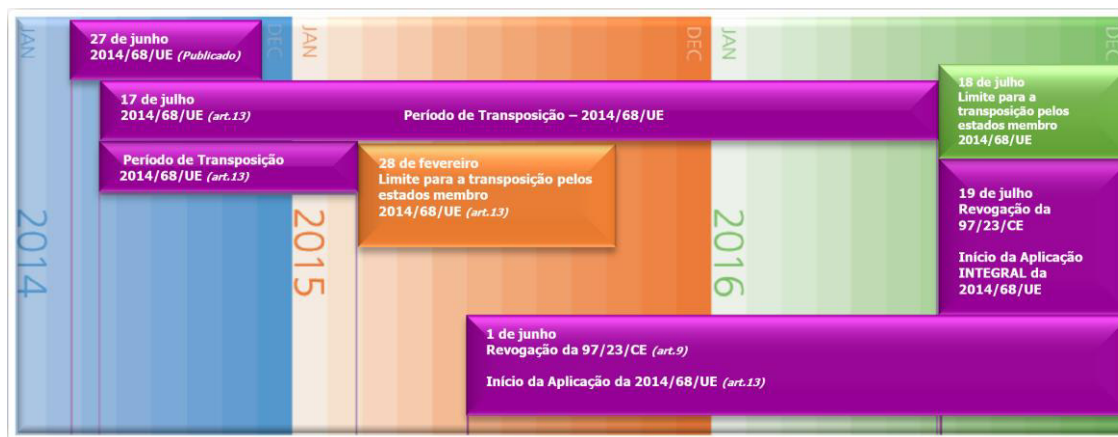 JAN
2014
DEC
JAN
2015
DEC
JAN
2016
DEC
27 de junho
2014/68/UE (Publicado)
17 de julho
2014/68/UE (art.13)
Período de Transposição – 2014/68/UE
18 de julho
Limite para a
transposição pelos
estados membro
2014/68/UE
Período de Transposição
2014/68/UE (art.13)
28 de fevereiro
Limite para a transposição pelos
estados membro
2014/68/UE (art.13)
19 de julho
Revogação da
97/23/CE
Início da Aplicação
INTEGRAL da
2014/68/UE
1 de junho
Revogação da 97/23/CE (art.9)
Início da Aplicação da 2014/68/UE (art.13)